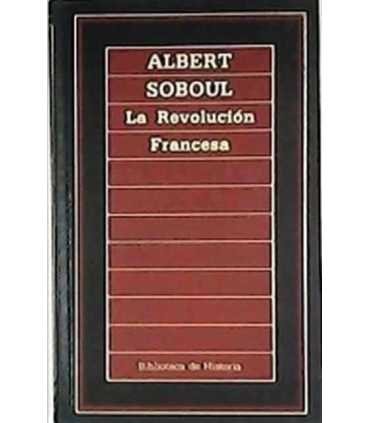 ALBERT
SOBOUL
La Revolución
Francesa
Biblioteca de Historia